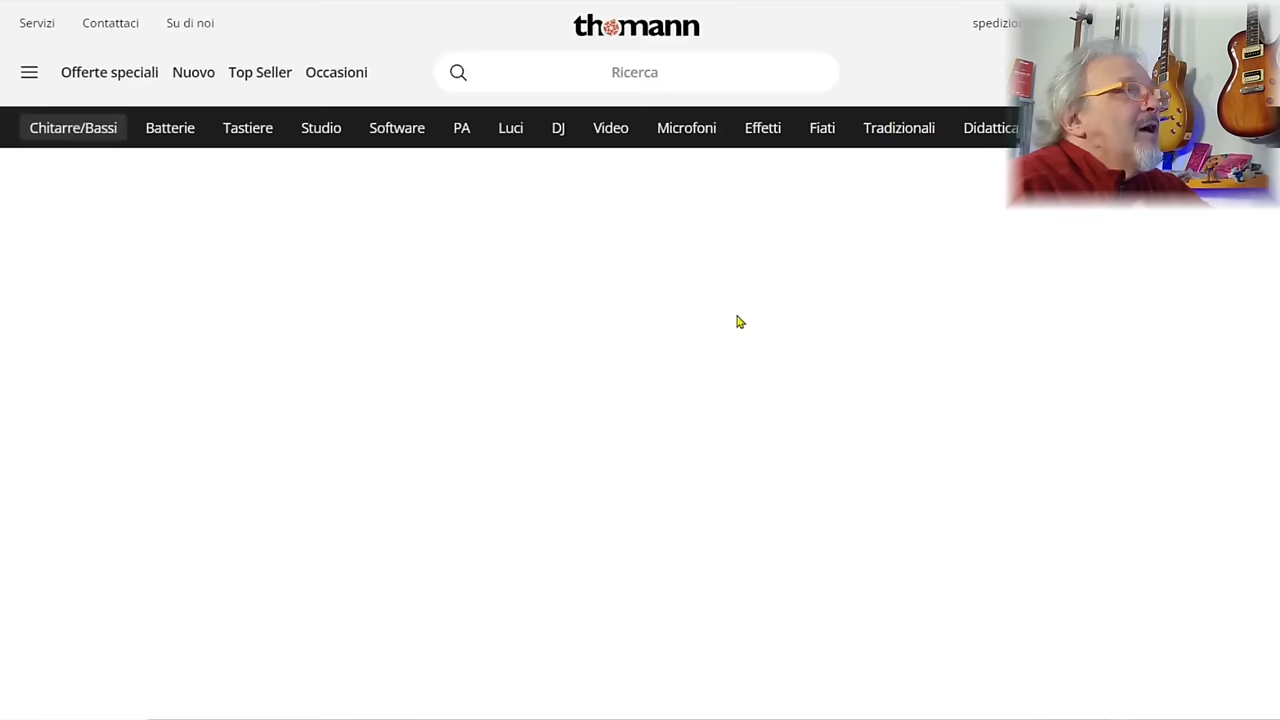 Servizi Contattaci Su di noi
thomann
spedizion
Offerte speciali Nuovo Top Seller Occasioni
Ricerca
Chitarre/Bassi Batterie Tastiere Studio Software PA Luci DJ Video Microfoni Effetti Fiati Tradizionali Didattica